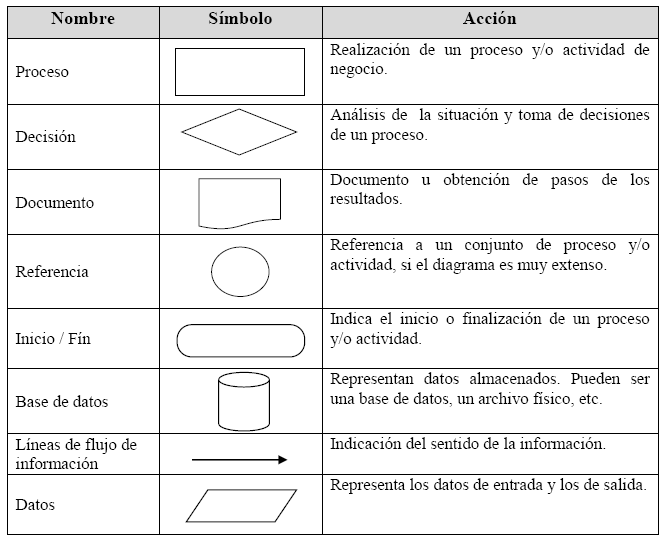 Nombre Símbolo Acción
Proceso
Realización de un proceso y/o actividad de
negocio.
Decisión
Análisis de la situación y toma de decisiones
de un proceso.
Documento
Documento u obtención de pasos de los
resultados.
Referencia
Referencia a un conjunto de proceso y/o
actividad, si el diagrama es muy extenso.
Inicio / Fín
Indica el inicio o finalización de un proceso
y/o actividad.
Base de datos
Representan datos almacenados. Pueden ser
una base de datos, un archivo físico, etc.
Líneas de flujo de
información
Indicación del sentido de la información.
Datos
Representa los datos de entrada y los de salida.